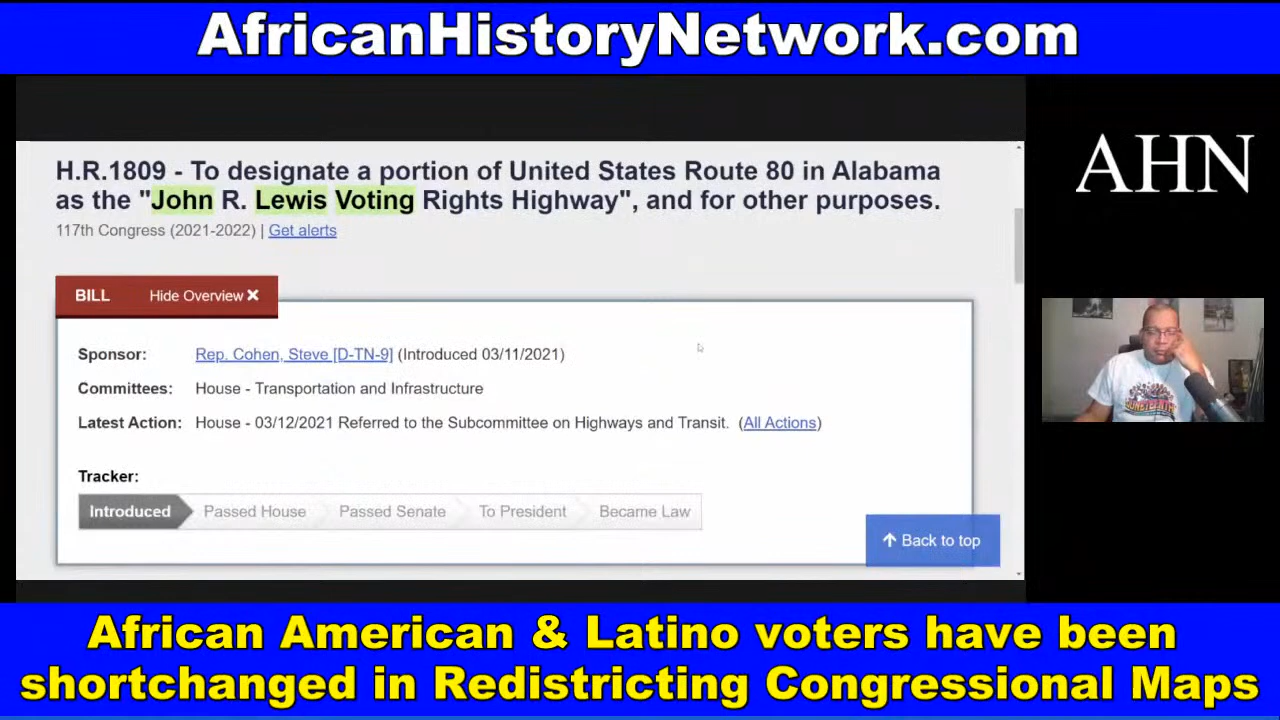 AfricanHistoryNetwork.com
AHN
H.R.1809 - To designate a portion of United States Route 80 in Alabama
as the "John R. Lewis Voting Rights Highway", and for other purposes.
117th Congress (2021-2022) | Get alerts
BILL Hide Overview ✕
Sponsor: Rep. Cohen, Steve [D-TN-9] (Introduced 03/11/2021)
Committees: House - Transportation and Infrastructure
Latest Action: House - 03/12/2021 Referred to the Subcommittee on Highways and Transit. (All Actions)
Tracker:
Introduced Passed House Passed Senate To President Became Law
Back to top
JUNETEENTH
African American & Latino voters have been
shortchanged in Redistricting Congressional Maps